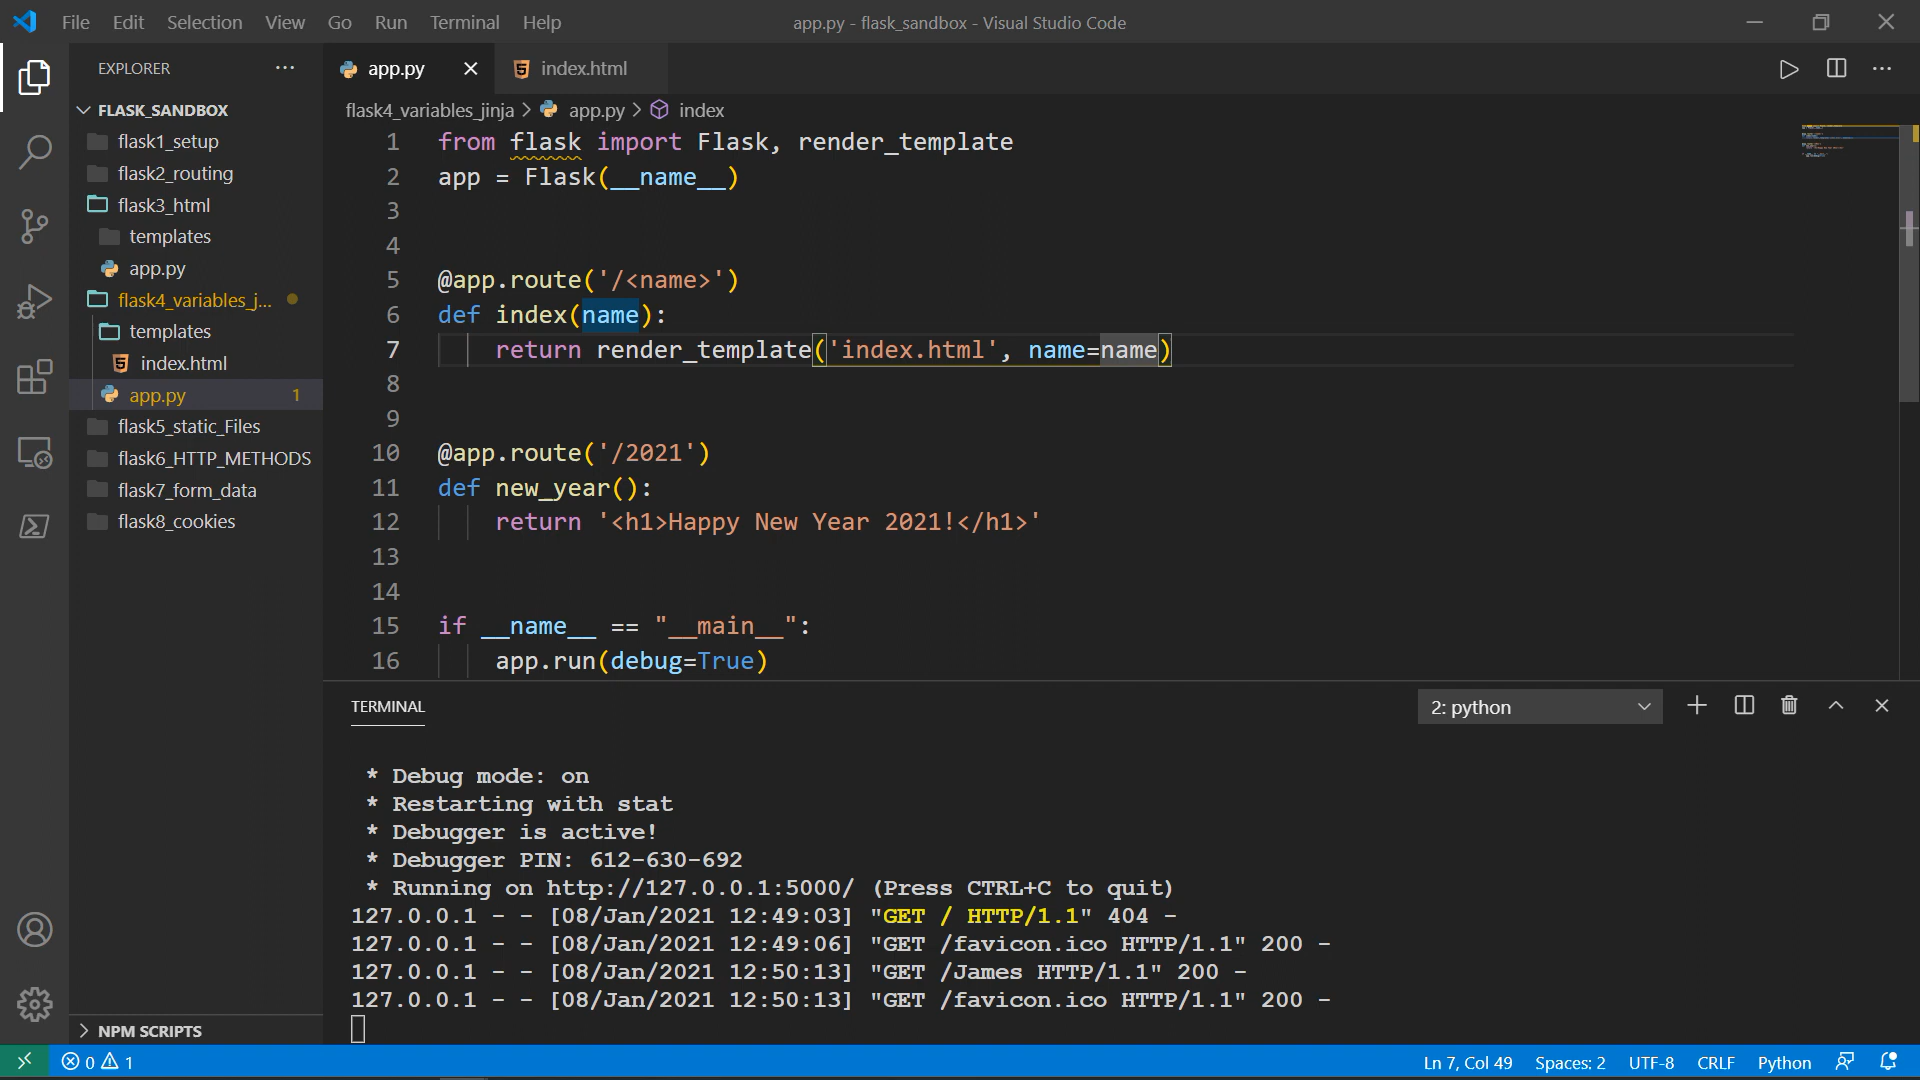 File Edit Selection View Go Run Terminal Help
app.py - flask_sandbox - Visual Studio Code
EXPLORER
FLASK_SANDBOX
flask1_setup
flask2_routing
flask3_html
templates
app.py
flask4_variables_j...
templates
index.html
app.py 1
flask5_static_Files
flask6_HTTP_METHODS
flask7_form_data
flask8_cookies
NPM SCRIPTS
app.py index.html
flask4_variables_jinja > app.py > index
1 from flask import Flask, render_template
2 app = Flask(__name__)
3
4
5 @app.route('/<name>')
6 def index(name):
7 return render_template('index.html', name=name)
8
9
10 @app.route('/2021')
11 def new_year():
12 return '<h1>Happy New Year 2021!</h1>'
13
14
15 if __name__ == "__main__":
16 app.run(debug=True)
TERMINAL
2: python
* Debug mode: on
* Restarting with stat
* Debugger is active!
* Debugger PIN: 612-630-692
* Running on http://127.0.0.1:5000/ (Press CTRL+C to quit)
127.0.0.1 - - [08/Jan/2021 12:49:03] "GET / HTTP/1.1" 404 -
127.0.0.1 - - [08/Jan/2021 12:49:06] "GET /favicon.ico HTTP/1.1" 200 -
127.0.0.1 - - [08/Jan/2021 12:50:13] "GET /James HTTP/1.1" 200 -
127.0.0.1 - - [08/Jan/2021 12:50:13] "GET /favicon.ico HTTP/1.1" 200 -
0 1
Ln 7, Col 49 Spaces: 2 UTF-8 CRLF Python